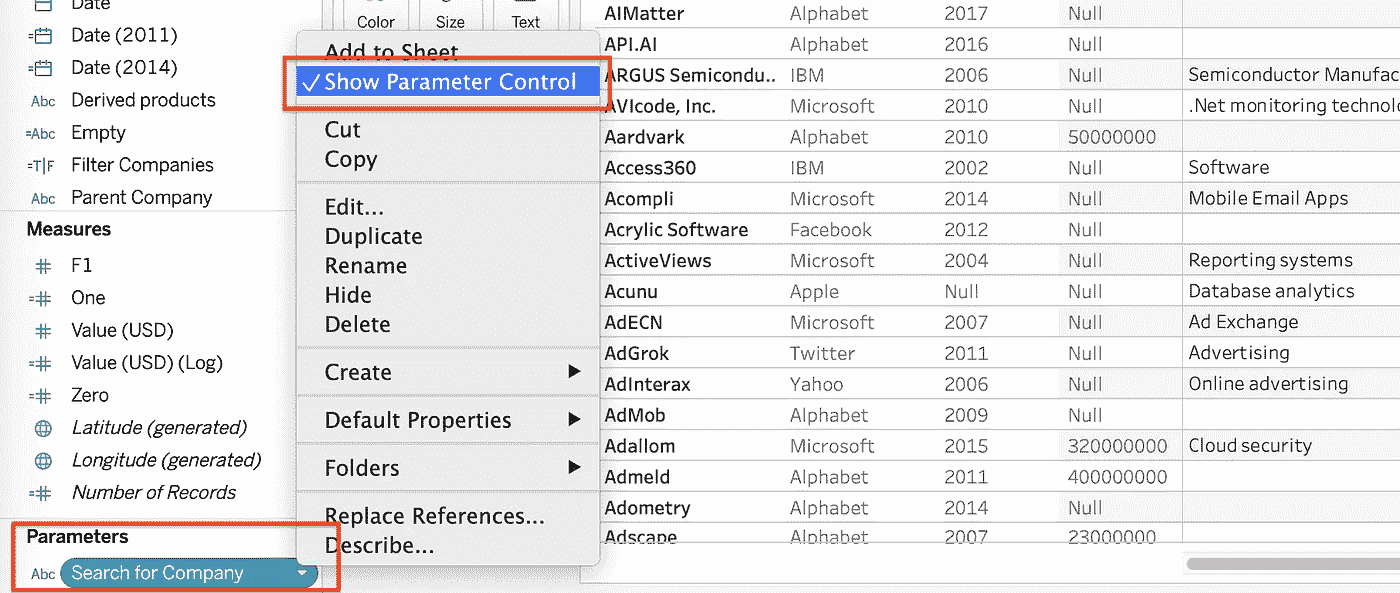 Date
Date (2011)
Date (2014)
Abc Derived products
=Abc Empty
=T|F Filter Companies
Abc Parent Company
Measures
# F1
=# One
# Value (USD)
=# Value (USD) (Log)
=# Zero
Latitude (generated)
Longitude (generated)
=# Number of Records
Parameters
Abc Search for Company
Color Size Text
Add to Sheet
✓Show Parameter Control
Cut
Copy
Edit...
Duplicate
Rename
Hide
Delete
Create
Default Properties
Folders
Replace References...
Describe...
AIMatter Alphabet 2017 Null
API.AI Alphabet 2016 Null
ARGUS Semicondu.. IBM 2006 Null Semiconductor Manufac
AVIcode, Inc. Microsoft 2010 Null .Net monitoring technolo
Aardvark Alphabet 2010 50000000
Access360 IBM 2002 Null Software
Acompli Microsoft 2014 Null Mobile Email Apps
Acrylic Software Facebook 2012 Null
ActiveViews Microsoft 2004 Null Reporting systems
Acunu Apple Null Null Database analytics
AdECN Microsoft 2007 Null Ad Exchange
AdGrok Twitter 2011 Null Advertising
AdInterax Yahoo 2006 Null Online advertising
AdMob Alphabet 2009 Null
Adallom Microsoft 2015 320000000 Cloud security
Admeld Alphabet 2011 400000000
Adometry Alphabet 2014 Null
Adscape Alphabet 2007 23000000